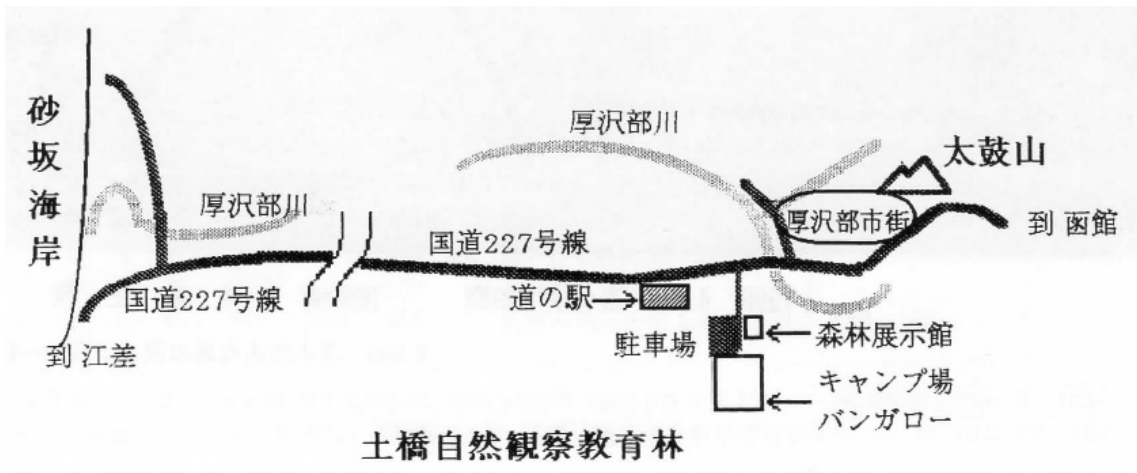 砂坂海岸
厚沢部川
太鼓山
厚沢部川
厚沢部市街
到 函館
国道227号線
国道227号線
道の駅
駐車場
森林展示館
到 江差
キャンプ場
バンガロー
土橋自然観察教育林